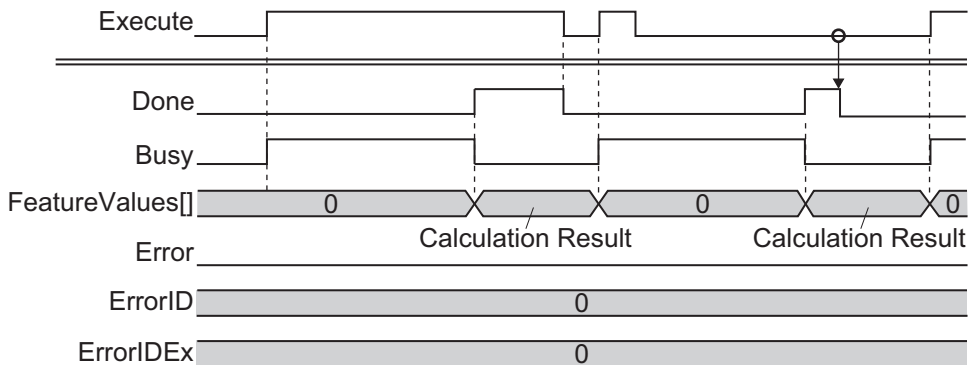 Execute
Done
Busy
FeatureValues[] 0 0 0
Calculation Result Calculation Result
Error
ErrorID 0
ErrorIDEx 0